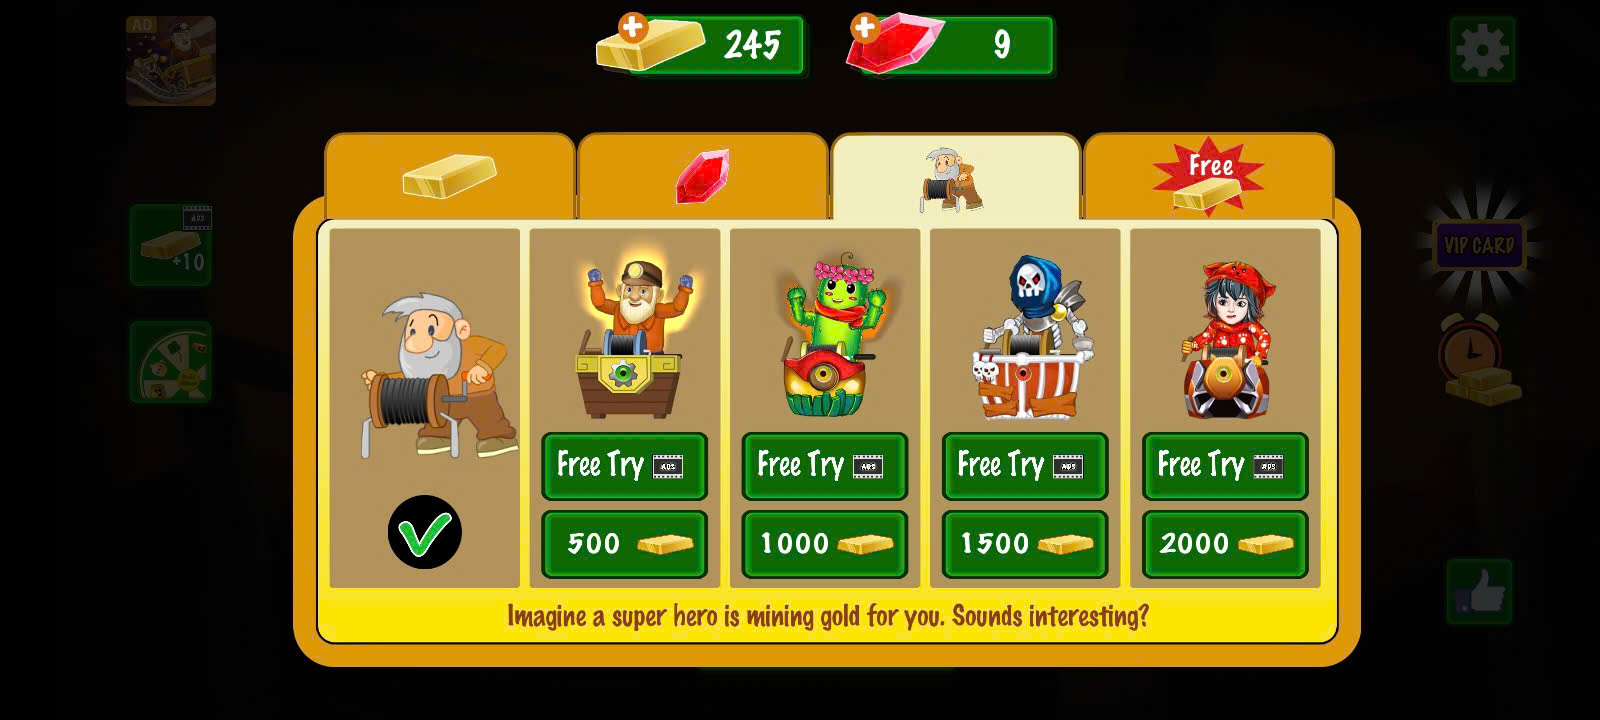 AD
245
9
Free
ADS
+10
VIP CARD
Free Try ADS
Free Try ADS
Free Try ADS
Free Try ADS
500
1000
1500
2000
Imagine a super hero is mining gold for you. Sounds interesting?